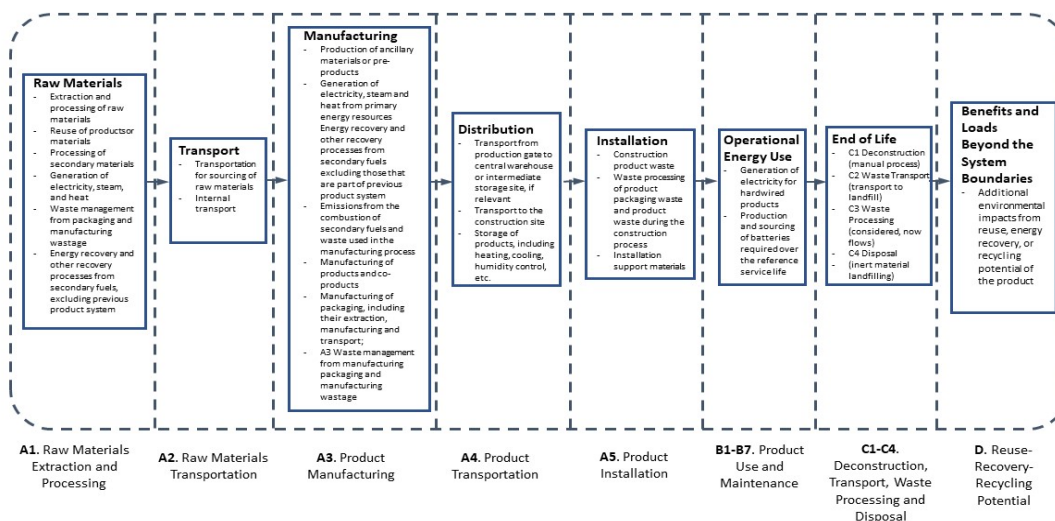 Raw Materials
- Extraction and
processing of raw
materials
- Reuse of productsor
materials
- Processing of
secondary materials
- Generation of
electricity, steam, and
heat
- Waste management
from packaging and
manufacturing
wastage
- Energy recovery and
other recovery
processes from
secondary fuels,
excluding previous
product system
Transport
- Transportation
for sourcing of
raw materials
- Internal
transport
Manufacturing
- Production of ancillary
materials or pre-
products
- Generation of
electricity, steam and
heat from primary
energy resources
Energy recovery and
other recovery
processes from
secondary fuels
excluding those that
are part of previous
product system
- Emissions from the
combustion of
secondary fuels and
waste used in the
manufacturing process
- Manufacturing of
products and co-
products
- Manufacturing of
packaging, including
their extraction,
manufacturing and
transport;
- A3 Waste management
from manufacturing
packaging and
manufacturing
wastage
Distribution
- Transport from
production gate to
central warehouse
or intermediate
storage site, if
relevant
- Transport to the
construction site
- Storage of
products, including
heating, cooling,
humidity control,
etc.
Installation
- Construction
product waste
- Waste processing of
product packaging
waste and product
waste during the
construction
process
- Installation
support materials
Operational
Energy Use
- Generation of
electricity for
hardwired
products
- Production
and sourcing of
batteries
required over
the reference
service life
End of Life
- C1 Deconstruction
(manual process)
- C2 Waste Transport
(transport to
landfill)
- C3 Waste
Processing
(considered, now
flows)
- C4 Disposal
- (inert material
landfilling)
Benefits and
Loads
Beyond the
System
Boundaries
- Additional
environmental
impacts from
reuse, energy
recovery, or
recycling
potential of
the product
A1. Raw Materials
Extraction and
Processing
A2. Raw Materials
Transportation
A3. Product
Manufacturing
A4. Product
Transportation
A5. Product
Installation
B1-B7. Product
Use and
Maintenance
C1-C4.
Deconstruction,
Transport, Waste
Processing and
Disposal
D. Reuse-
Recovery-
Recycling
Potential